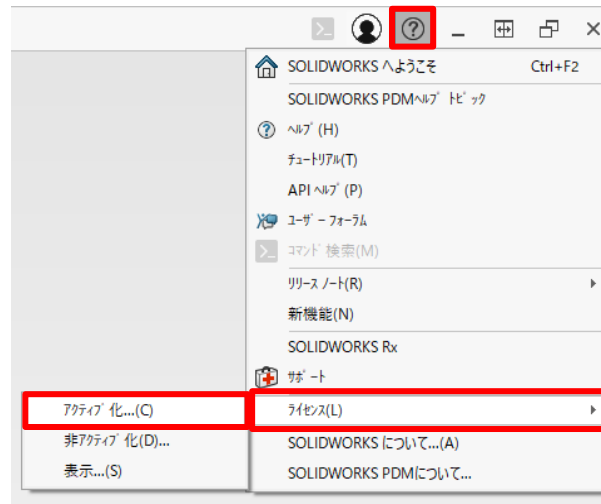 SOLIDWORKS へようこそ Ctrl+F2
SOLIDWORKS PDMﾍﾙﾌﾟ ﾄﾋﾟｯｸ
ﾍﾙﾌﾟ(H)
ﾁｭｰﾄﾘｱﾙ(T)
API ﾍﾙﾌﾟ(P)
ﾕｰｻﾞｰ ﾌｫｰﾗﾑ
ｺﾏﾝﾄﾞ検索(M)
ﾘﾘｰｽ ﾉｰﾄ(R)
新機能(N)
SOLIDWORKS Rx
ｻﾎﾟｰﾄ
ﾗｲｾﾝｽ(L)
SOLIDWORKS について...(A)
SOLIDWORKS PDMについて...
ｱｸﾃｨﾌﾞ化...(C)
非ｱｸﾃｨﾌﾞ化(D)...
表示...(S)